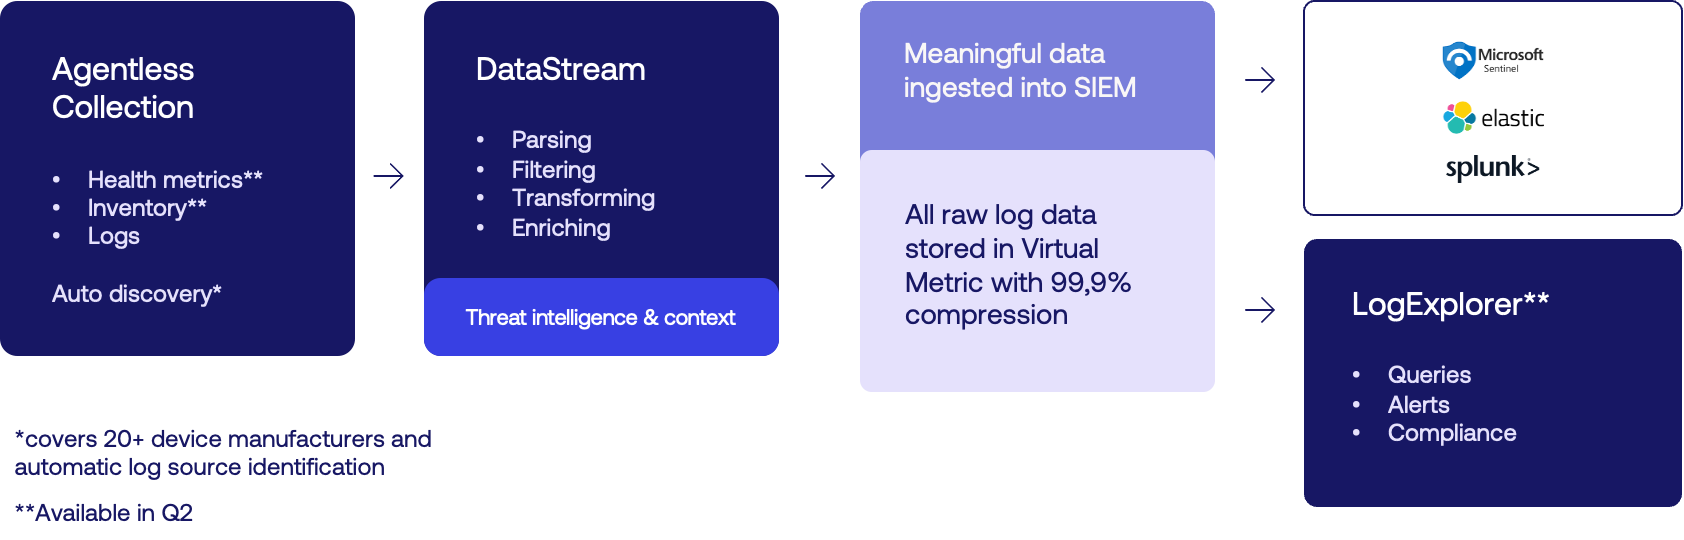 Agentless
Collection
• Health metrics**
• Inventory**
• Logs
Auto discovery*
DataStream
• Parsing
• Filtering
• Transforming
• Enriching
Threat intelligence & context
Meaningful data
ingested into SIEM
All raw log data
stored in Virtual
Metric with 99,9%
compression
Microsoft
Sentinel
elastic
splunk>
LogExplorer**
• Queries
• Alerts
• Compliance
*covers 20+ device manufacturers and
automatic log source identification
**Available in Q2